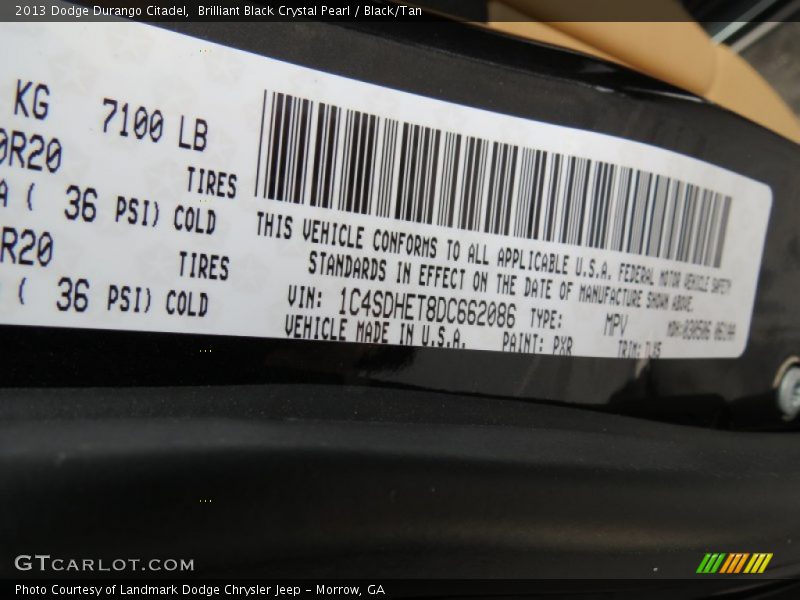 2013 Dodge Durango Citadel, Brilliant Black Crystal Pearl / Black/Tan
KG 7100 LB
0R20 TIRES
A ( 36 PSI) COLD
R20 TIRES
( 36 PSI) COLD
THIS VEHICLE CONFORMS TO ALL APPLICABLE U.S.A. FEDERAL MOTOR VEHICLE SAFETY
STANDARDS IN EFFECT ON THE DATE OF MANUFACTURE SHOWN ABOVE.
VIN: 1C4SDHET8DC662086 TYPE: MPV
VEHICLE MADE IN U.S.A. PAINT: PXR TRIM:
GTCARLOT.COM
Photo Courtesy of Landmark Dodge Chrysler Jeep - Morrow, GA